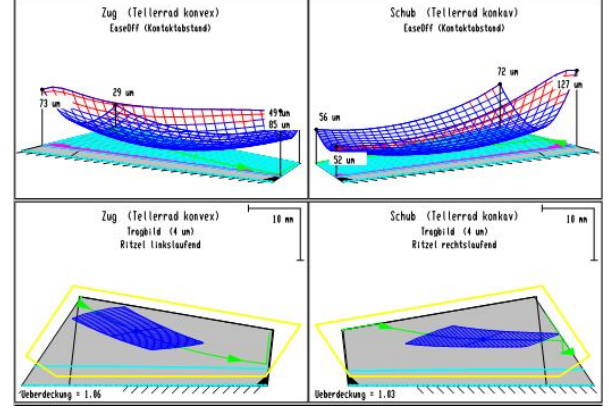 Zug (Tellerrad konvex)
EaseOff (Kontaktabstand)
73 um
29 um
49 um
85 um
Schub (Tellerrad konkav)
EaseOff (Kontaktabstand)
56 um
52 um
72 um
127 um
Zug (Tellerrad konvex)
Tragbild (4 um)
Ritzel linkslaufend
10 mm
Ueberdeckung = 1.06
Schub (Tellerrad konkav)
Tragbild (4 um)
Ritzel rechtslaufend
10 mm
Ueberdeckung = 1.03